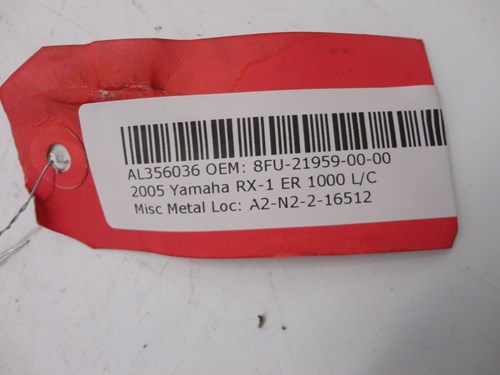 AL356036 OEM: 8FU-21959-00-00
2005 Yamaha RX-1 ER 1000 L/C
Misc Metal Loc: A2-N2-2-16512